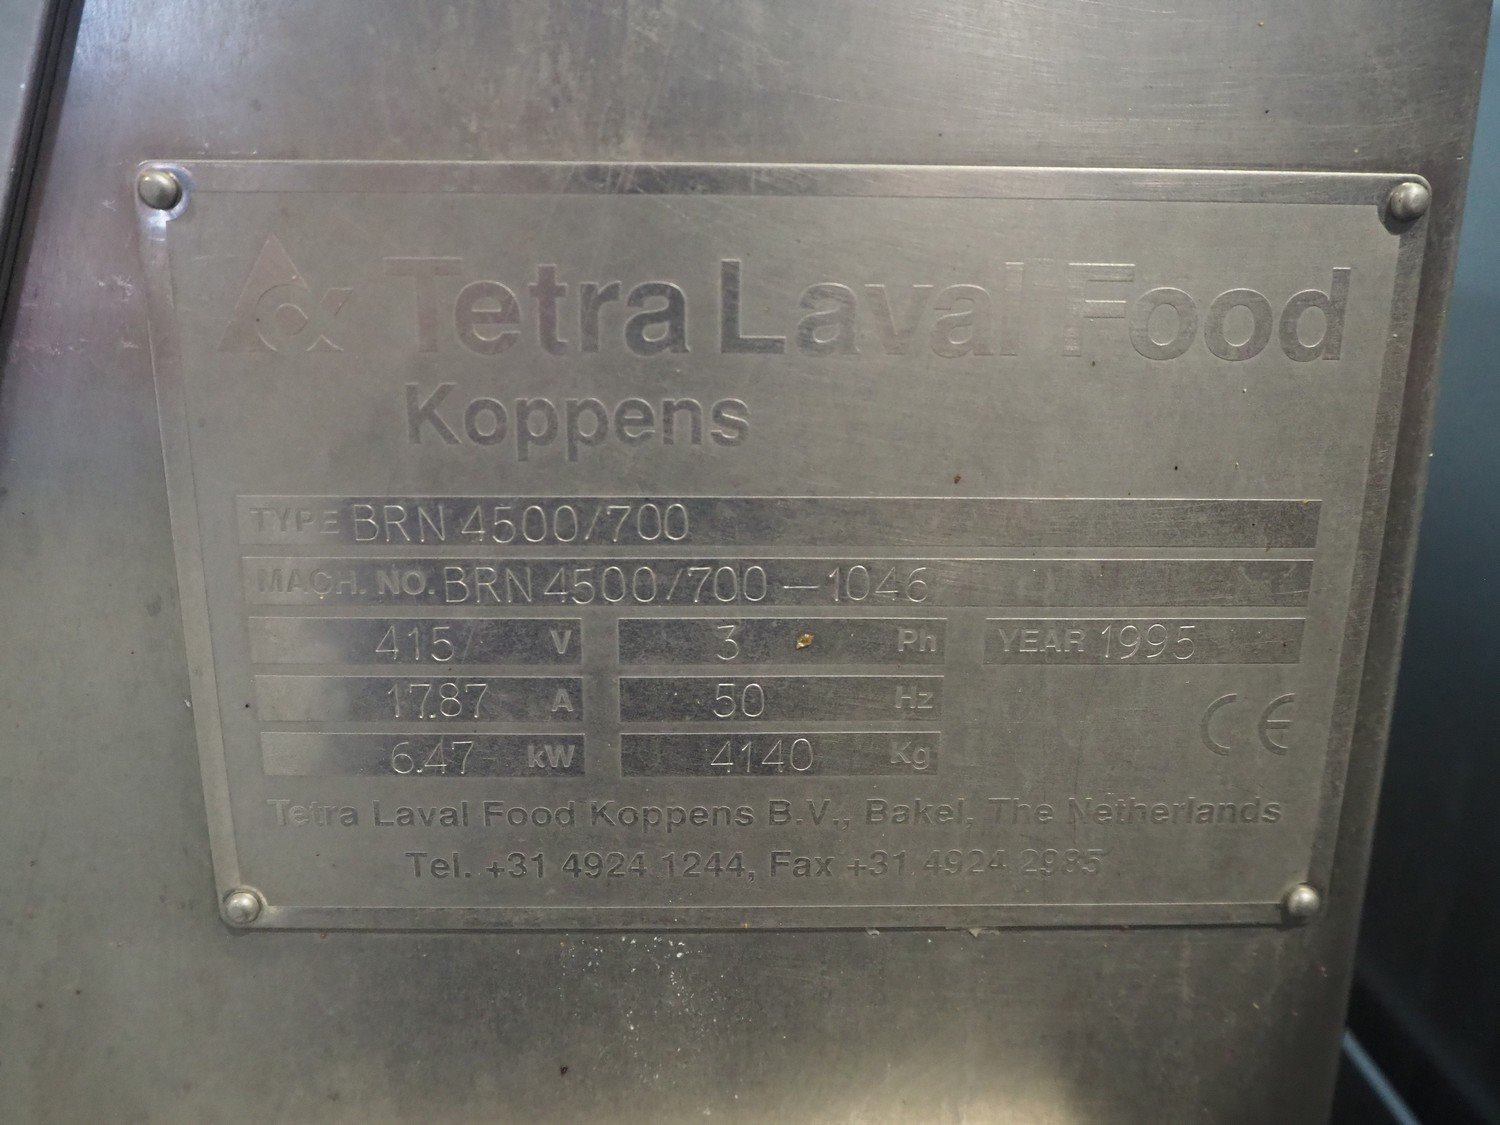 Tetra Laval Food
Koppens
TYPE BRN 4500/700
MACH. NO. BRN 4500/700 — 1046
415 V 3 Ph YEAR 1995
17.87 A 50 Hz
6.47 kW 4140 Kg
CE
Tetra Laval Food Koppens B.V., Bakel, The Netherlands
Tel. +31 4924 1244, Fax +31 4924 2985